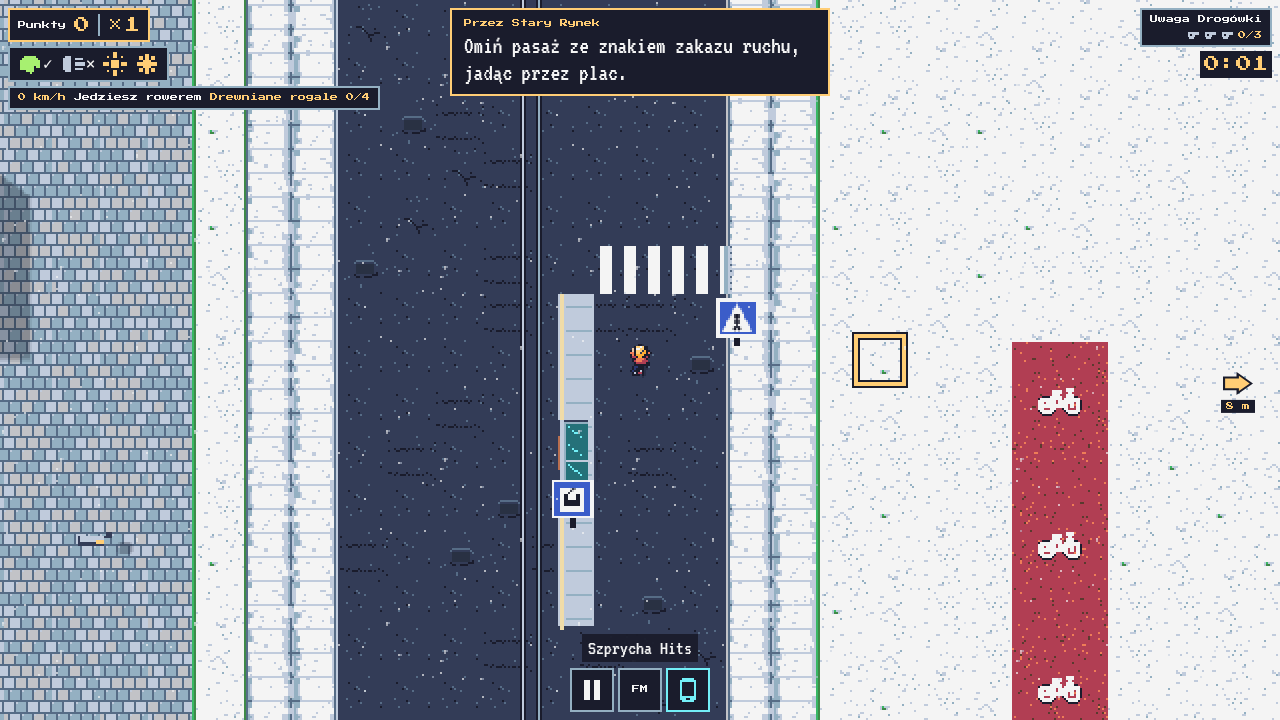 Punkty 0 x1
0 km/h Jedziesz rowerem Drewniane rogale 0/4
Przez Stary Rynek
Omiń pasaż ze znakiem zakazu ruchu,
jadąc przez plac.
Uwaga Drogówki
0/3
0:01
8 m
Szprycha Hits
FM